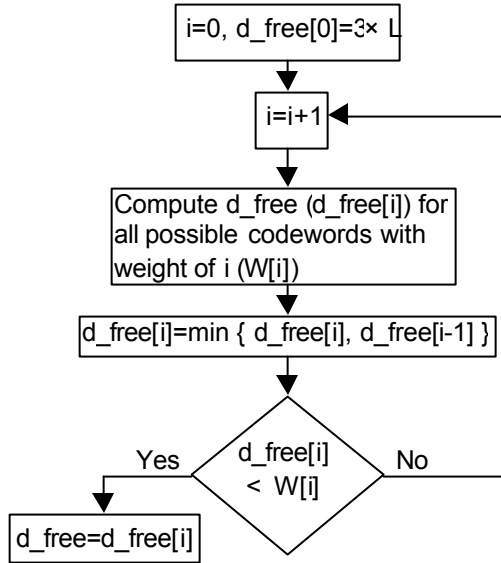 i=0, d_free[0]=3× L
i=i+1
Compute d_free (d_free[i]) for
all possible codewords with
weight of i (W[i])
d_free[i]=min { d_free[i], d_free[i-1] }
Yes
d_free[i]
< W[i]
No
d_free=d_free[i]